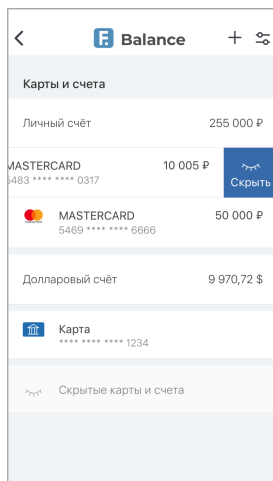 Balance
Карты и счета
Личный счёт 255 000 ₽
MASTERCARD 10 005 ₽
5483 **** **** 0317
Скрыть
MASTERCARD 50 000 ₽
5469 **** **** 6666
Долларовый счёт 9 970,72 $
Карта
**** **** **** 1234
Скрытые карты и счета